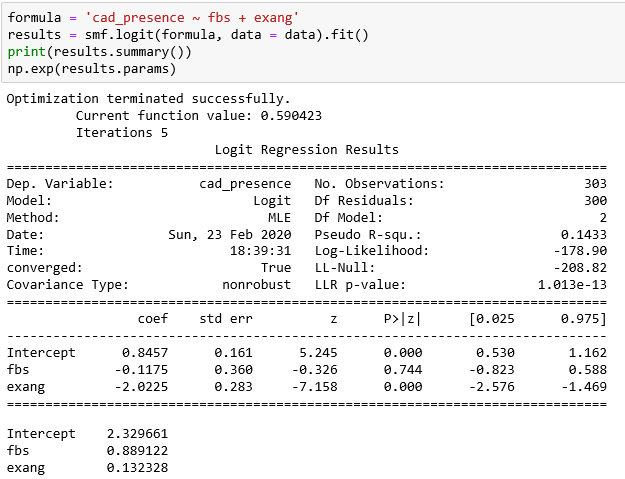 formula = 'cad_presence ~ fbs + exang'
results = smf.logit(formula, data = data).fit()
print(results.summary())
np.exp(results.params)
Optimization terminated successfully.
         Current function value: 0.590423
         Iterations 5
                           Logit Regression Results
==============================================================================
Dep. Variable:           cad_presence   No. Observations:                  303
Model:                          Logit   Df Residuals:                      300
Method:                           MLE   Df Model:                            2
Date:                Sun, 23 Feb 2020   Pseudo R-squ.:                  0.1433
Time:                        18:39:31   Log-Likelihood:                -178.90
converged:                       True   LL-Null:                       -208.82
Covariance Type:            nonrobust   LLR p-value:                 1.013e-13
==============================================================================
                 coef    std err          z      P>|z|      [0.025      0.975]
------------------------------------------------------------------------------
Intercept      0.8457      0.161      5.245      0.000       0.530       1.162
fbs           -0.1175      0.360     -0.326      0.744      -0.823       0.588
exang         -2.0225      0.283     -7.158      0.000      -2.576      -1.469
==============================================================================
Intercept    2.329661
fbs          0.889122
exang        0.132328